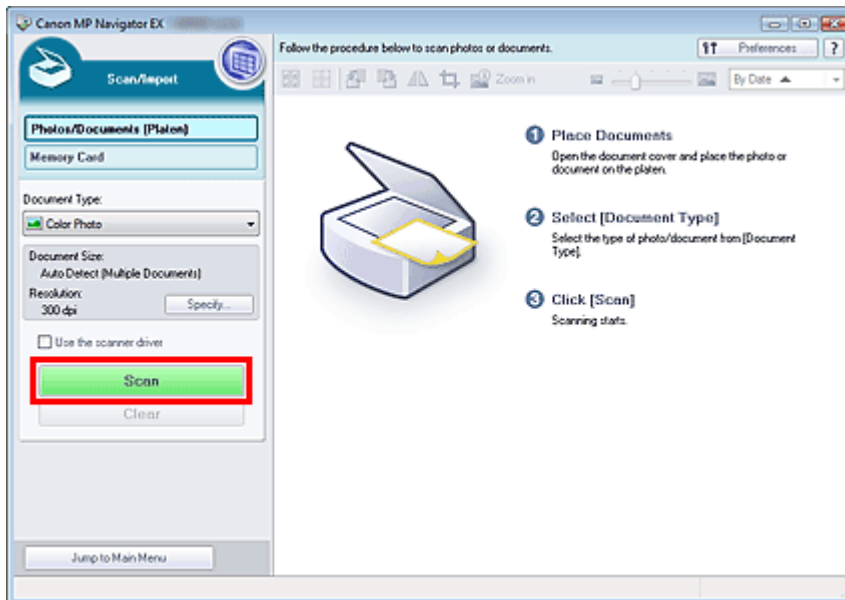 Canon MP Navigator EX
Scan/Import
Photos/Documents (Platen)
Memory Card
Document Type:
Color Photo
Document Size:
Auto Detect (Multiple Documents)
Resolution:
300 dpi
Specify...
Use the scanner driver
Scan
Clear
Jump to Main Menu
Follow the procedure below to scan photos or documents.
Preferences
?
Zoom in
By Date
1 Place Documents
Open the document cover and place the photo or
document on the platen.
2 Select [Document Type]
Select the type of photo/document from [Document
Type].
3 Click [Scan]
Scanning starts.